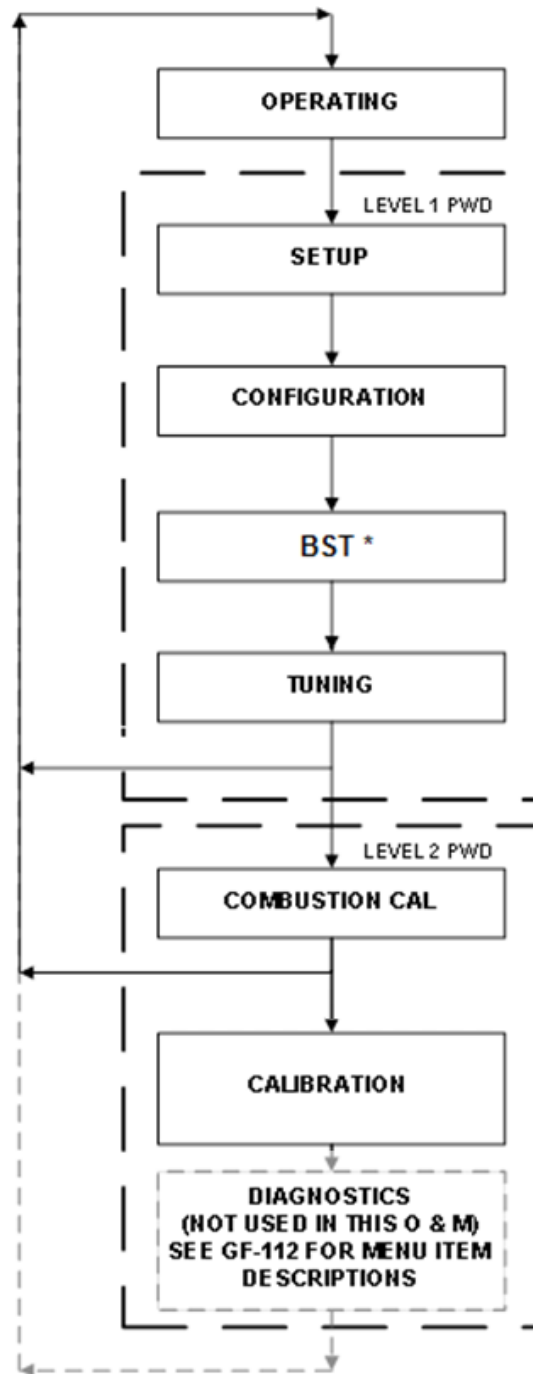 OPERATING
LEVEL 1 PWD
SETUP
CONFIGURATION
BST *
TUNING
LEVEL 2 PWD
COMBUSTION CAL
CALIBRATION
DIAGNOSTICS
(NOT USED IN THIS O & M)
SEE GF-112 FOR MENU ITEM
DESCRIPTIONS